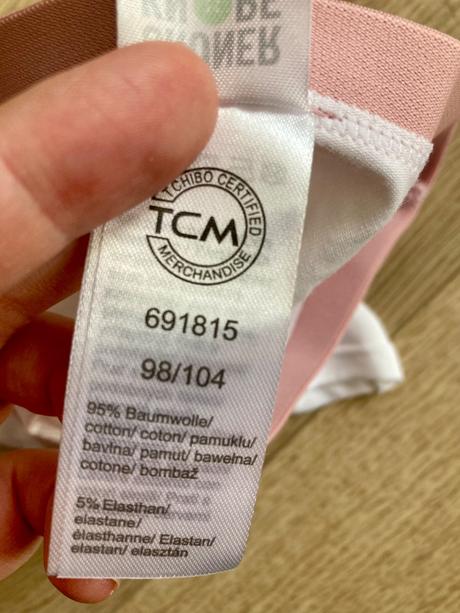 TCHIBO CERTIFIED
TCM
MERCHANDISE
691815
98/104
95% Baumwolle/
cotton/ coton/ pamuklu/
bavlna/ pamut/ bawełna/
cotone/ bombaž
5% Elasthan/
elastane/
élasthanne/ Elastan/
elastan/ elasztán